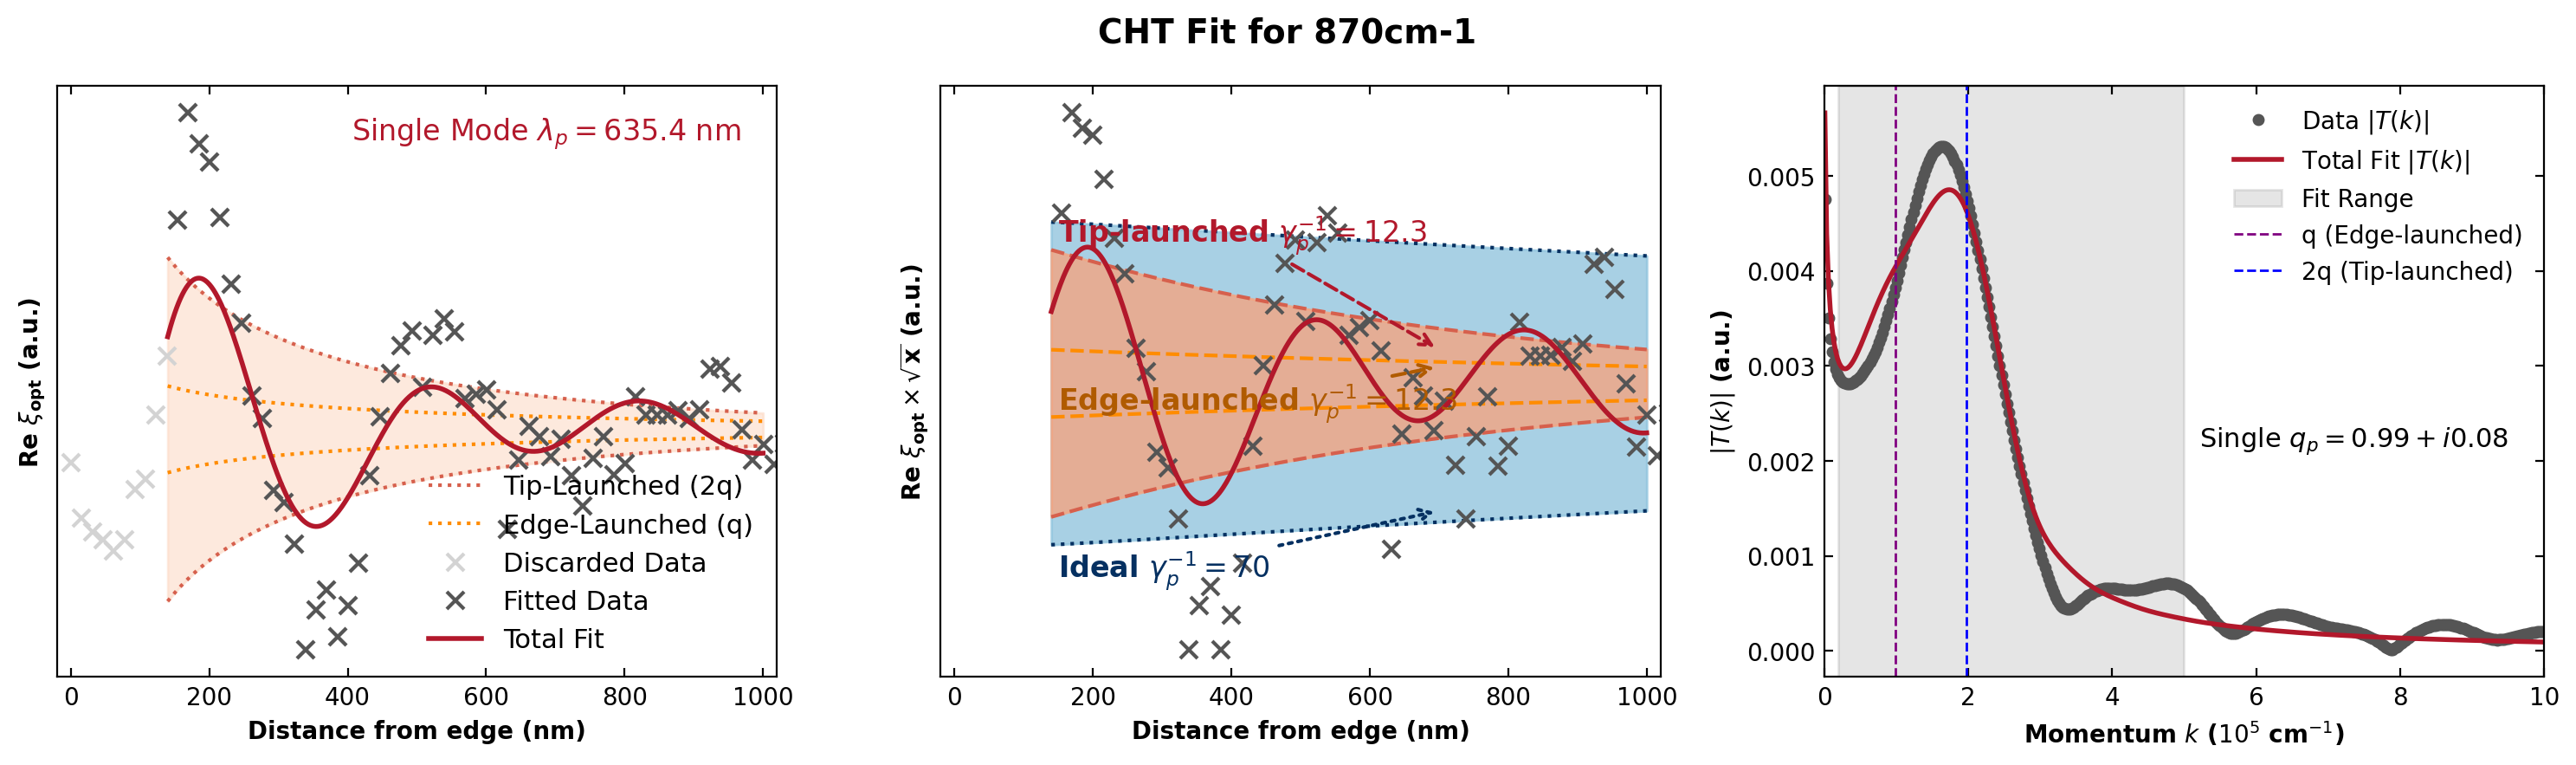 CHT Fit for 870cm-1
Re ξopt (a.u.)
Single Mode λp = 635.4 nm
Tip-Launched (2q)
Edge-Launched (q)
Discarded Data
Fitted Data
Total Fit
0 200 400 600 800 1000
Distance from edge (nm)
Re ξopt × √x (a.u.)
Tip-launched γp⁻¹ = 12.3
Edge-launched γp⁻¹ = 12.3
Ideal γp⁻¹ = 70
0 200 400 600 800 1000
Distance from edge (nm)
|T(k)| (a.u.)
0.005
0.004
0.003
0.002
0.001
0.000
Data |T(k)|
Total Fit |T(k)|
Fit Range
q (Edge-launched)
2q (Tip-launched)
Single qp = 0.99 + i0.08
0 2 4 6 8 10
Momentum k (10⁵ cm⁻¹)